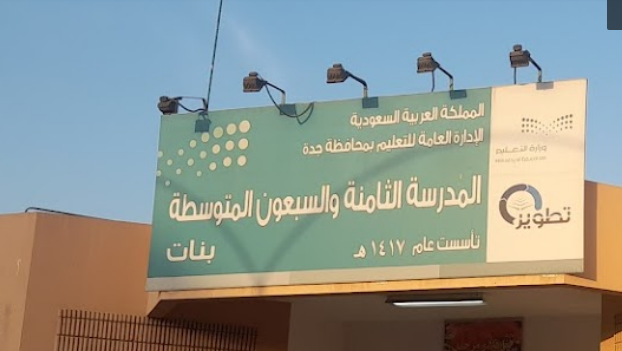 المملكة العربية السعودية
الإدارة العامة للتعليم بمحافظة جدة
المدرسة الثامنة والسبعون المتوسطة
تأسست عام ١٤١٧ هـ
بنات
وزارة التعليم
تطوير